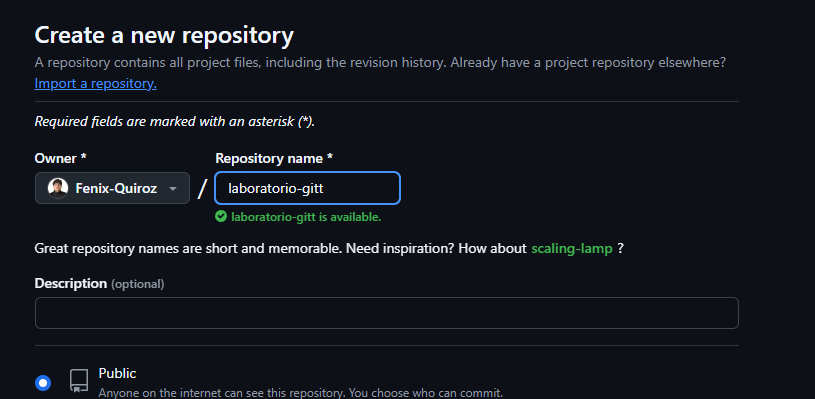 Create a new repository
A repository contains all project files, including the revision history. Already have a project repository elsewhere?
Import a repository.
Required fields are marked with an asterisk (*).
Owner * Repository name *
Fenix-Quiroz / laboratorio-gitt
laboratorio-gitt is available.
Great repository names are short and memorable. Need inspiration? How about scaling-lamp ?
Description (optional)
Public
Anyone on the internet can see this repository. You choose who can commit.